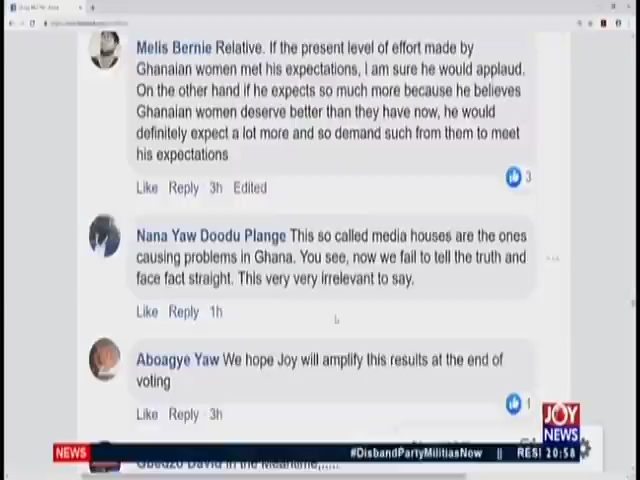 Melis Bernie Relative. If the present level of effort made by
Ghanaian women met his expectations, I am sure he would applaud.
On the other hand if he expects so much more because he believes
Ghanaian women deserve better than they have now, he would
definitely expect a lot more and so demand such from them to meet
his expectations
Like Reply 3h Edited
3
Nana Yaw Doodu Plange This so called media houses are the ones
causing problems in Ghana. You see, now we fail to tell the truth and
face fact straight. This very very irrelevant to say.
Like Reply 1h
Aboagye Yaw We hope Joy will amplify this results at the end of
voting
1
Like Reply 3h
JOY
NEWS
NEWS #DisbandPartyMilitiasNow || RES! 20:58
Gbedzo David in the Meantime,.....